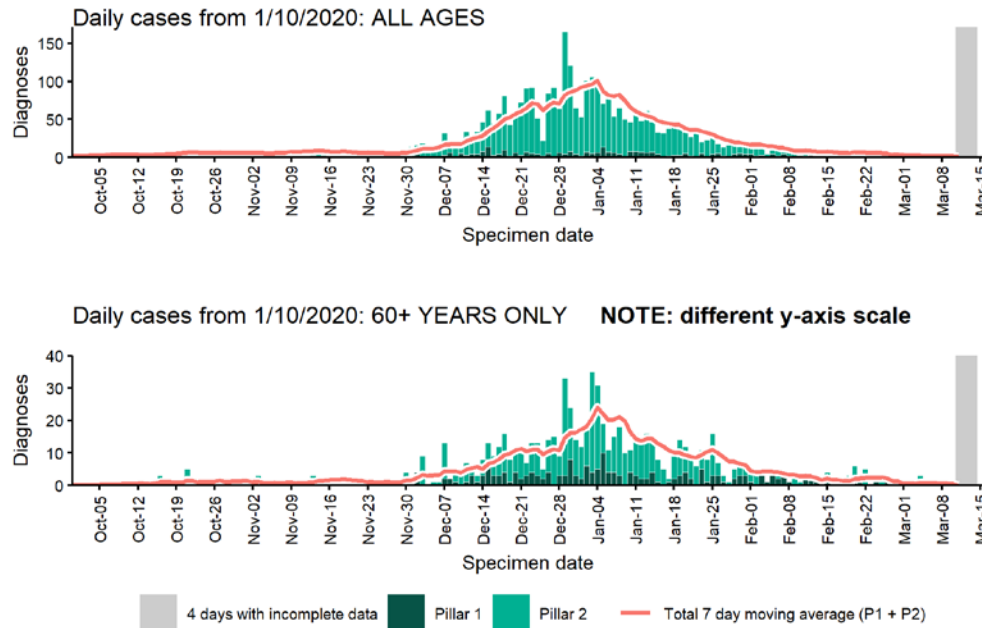 Daily cases from 1/10/2020: ALL AGES
Diagnoses
150
100
50
0
Oct-05
Oct-12
Oct-19
Oct-26
Nov-02
Nov-09
Nov-16
Nov-23
Nov-30
Dec-07
Dec-14
Dec-21
Dec-28
Jan-04
Jan-11
Jan-18
Jan-25
Feb-01
Feb-08
Feb-15
Feb-22
Mar-01
Mar-08
Mar-15
Specimen date
Daily cases from 1/10/2020: 60+ YEARS ONLY NOTE: different y-axis scale
Diagnoses
40
30
20
10
0
Oct-05
Oct-12
Oct-19
Oct-26
Nov-02
Nov-09
Nov-16
Nov-23
Nov-30
Dec-07
Dec-14
Dec-21
Dec-28
Jan-04
Jan-11
Jan-18
Jan-25
Feb-01
Feb-08
Feb-15
Feb-22
Mar-01
Mar-08
Mar-15
Specimen date
4 days with incomplete data
Pillar 1
Pillar 2
Total 7 day moving average (P1 + P2)